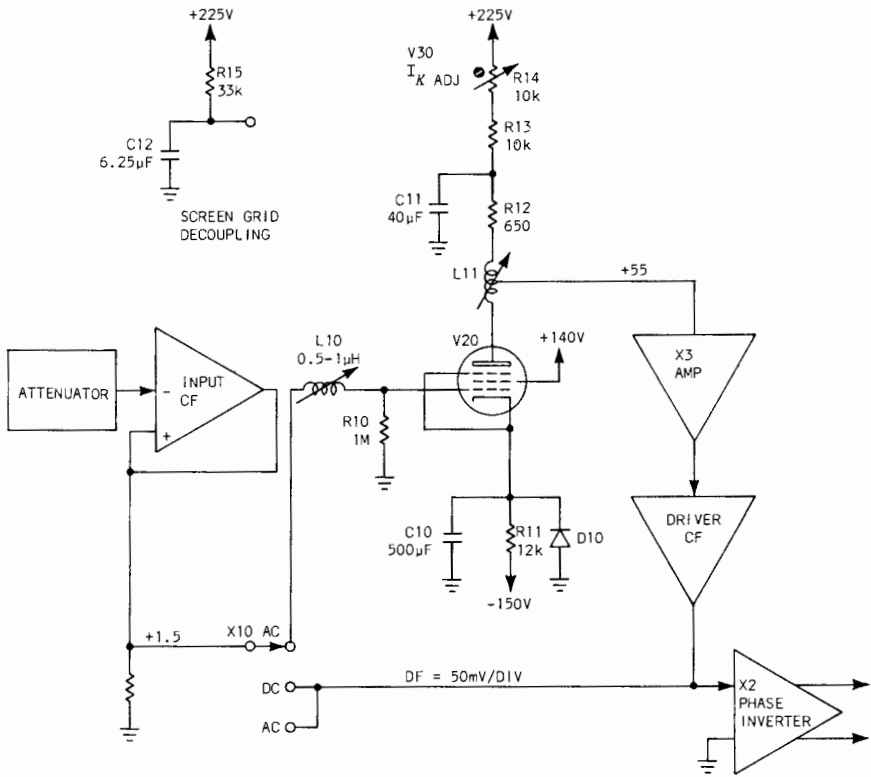 +225V
R15
33k
C12
6.25μF
SCREEN GRID
DECOUPLING
+225V
V30
IK ADJ
R14
10k
R13
10k
C11
40μF
R12
650
L11
+55
ATTENUATOR
-
INPUT
CF
+
L10
0.5-1μH
R10
1M
V20
+140V
X3
AMP
C10
500μF
R11
12k
D10
-150V
DRIVER
CF
+1.5
X10 AC
DC
AC
DF = 50mV/DIV
X2
PHASE
INVERTER